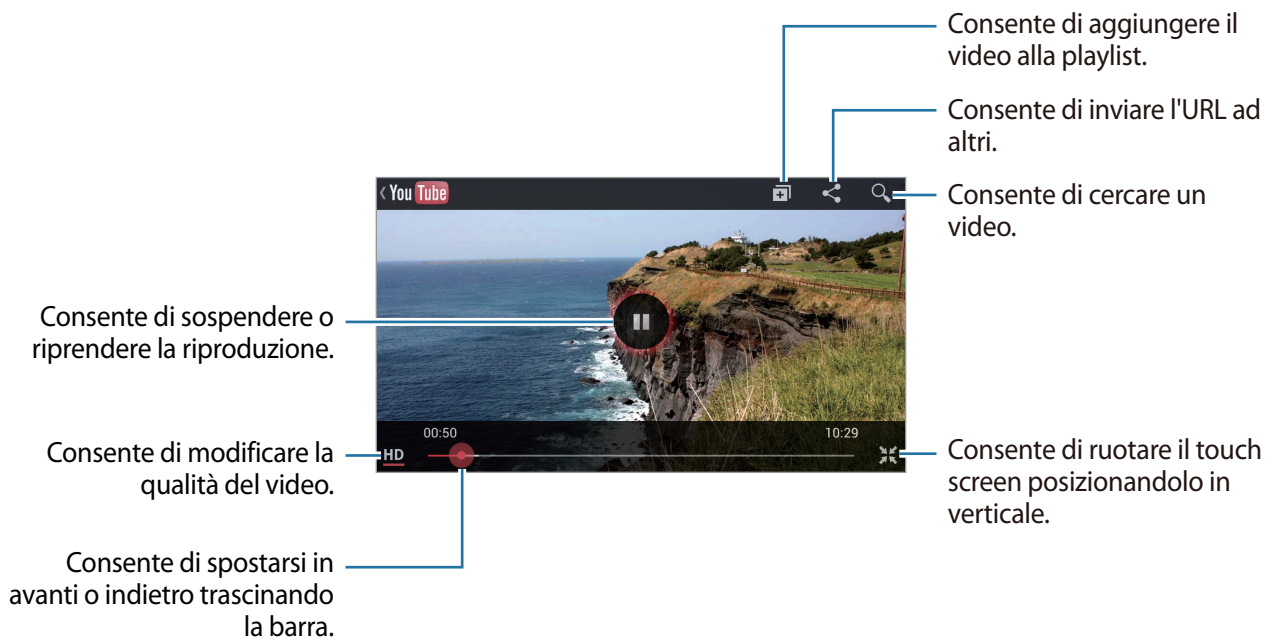 Consente di aggiungere il
video alla playlist.
Consente di inviare l'URL ad
altri.
Consente di cercare un
video.
You Tube
Consente di sospendere o
riprendere la riproduzione.
00:50
10:29
HD
Consente di modificare la
qualità del video.
Consente di ruotare il touch
screen posizionandolo in
verticale.
Consente di spostarsi in
avanti o indietro trascinando
la barra.